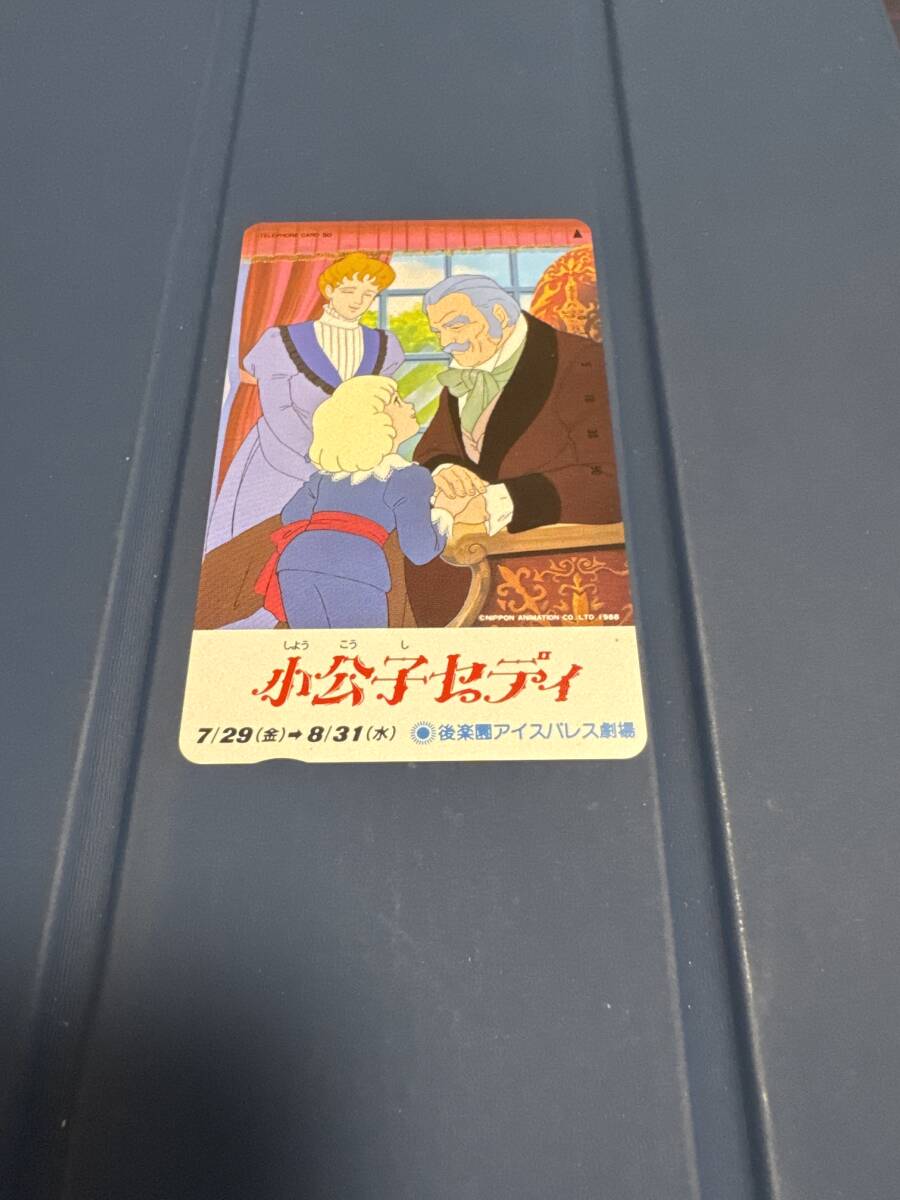 TELEPHONE CARD 50
©NIPPON ANIMATION CO., LTD 1988
しょう こう し
小公子セディ
7/29(金)➡8/31(水) 後楽園アイスパレス劇場